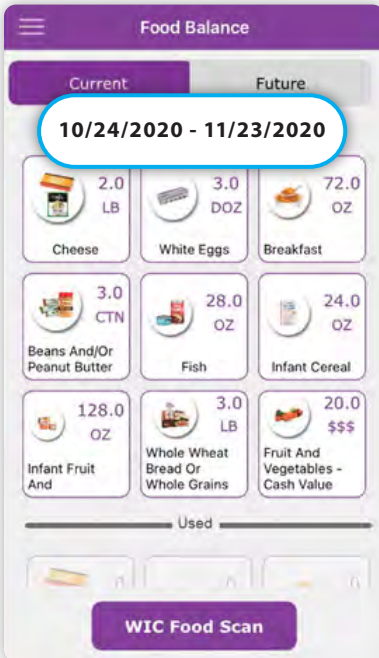 Food Balance
Current
Future
10/24/2020 - 11/23/2020
2.0
LB
Cheese
3.0
DOZ
White Eggs
72.0
OZ
Breakfast
3.0
CTN
Beans And/Or
Peanut Butter
28.0
OZ
Fish
24.0
OZ
Infant Cereal
128.0
OZ
Infant Fruit
And
3.0
LB
Whole Wheat
Bread Or
Whole Grains
20.0
$$$
Fruit And
Vegetables -
Cash Value
Used
WIC Food Scan